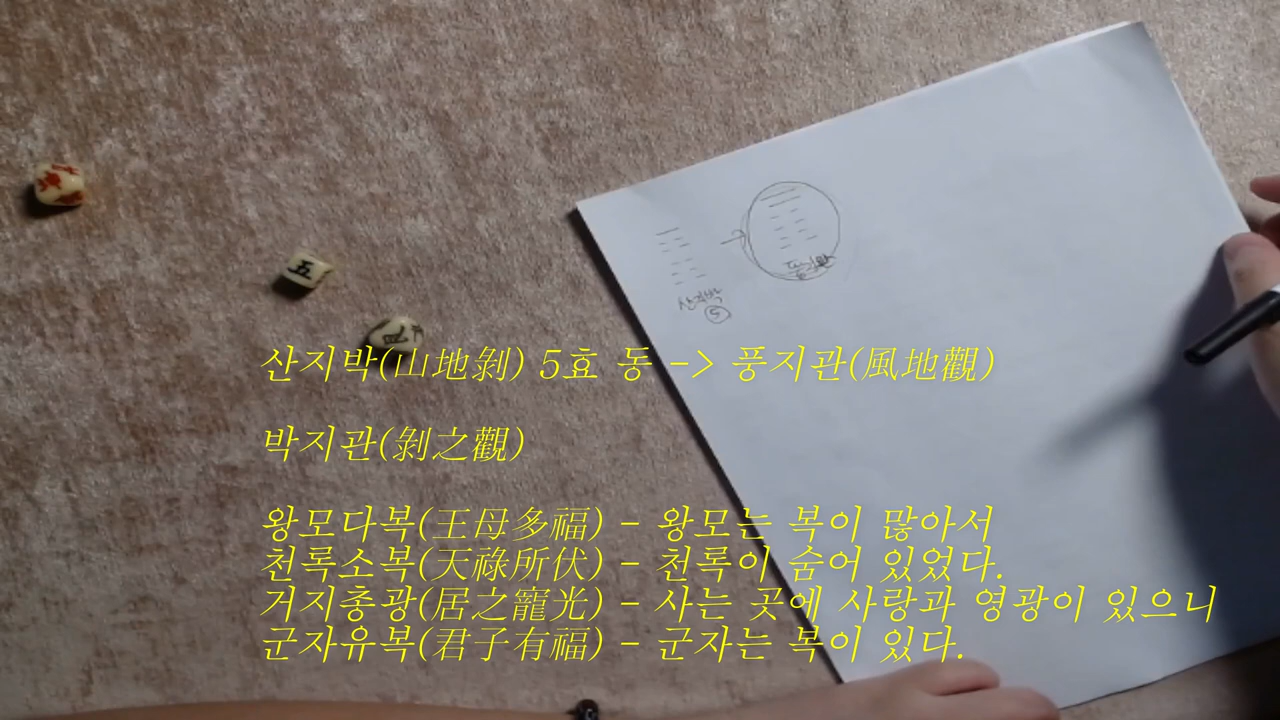 五
산지박(山地剝) 5효 동 -> 풍지관(風地觀)
박지관(剝之觀)
왕모다복(王母多福) - 왕모는 복이 많아서
천록소복(天祿所伏) - 천록이 숨어 있었다.
거지총광(居之寵光) - 사는 곳에 사랑과 영광이 있으니
군자유복(君子有福) - 군자는 복이 있다.